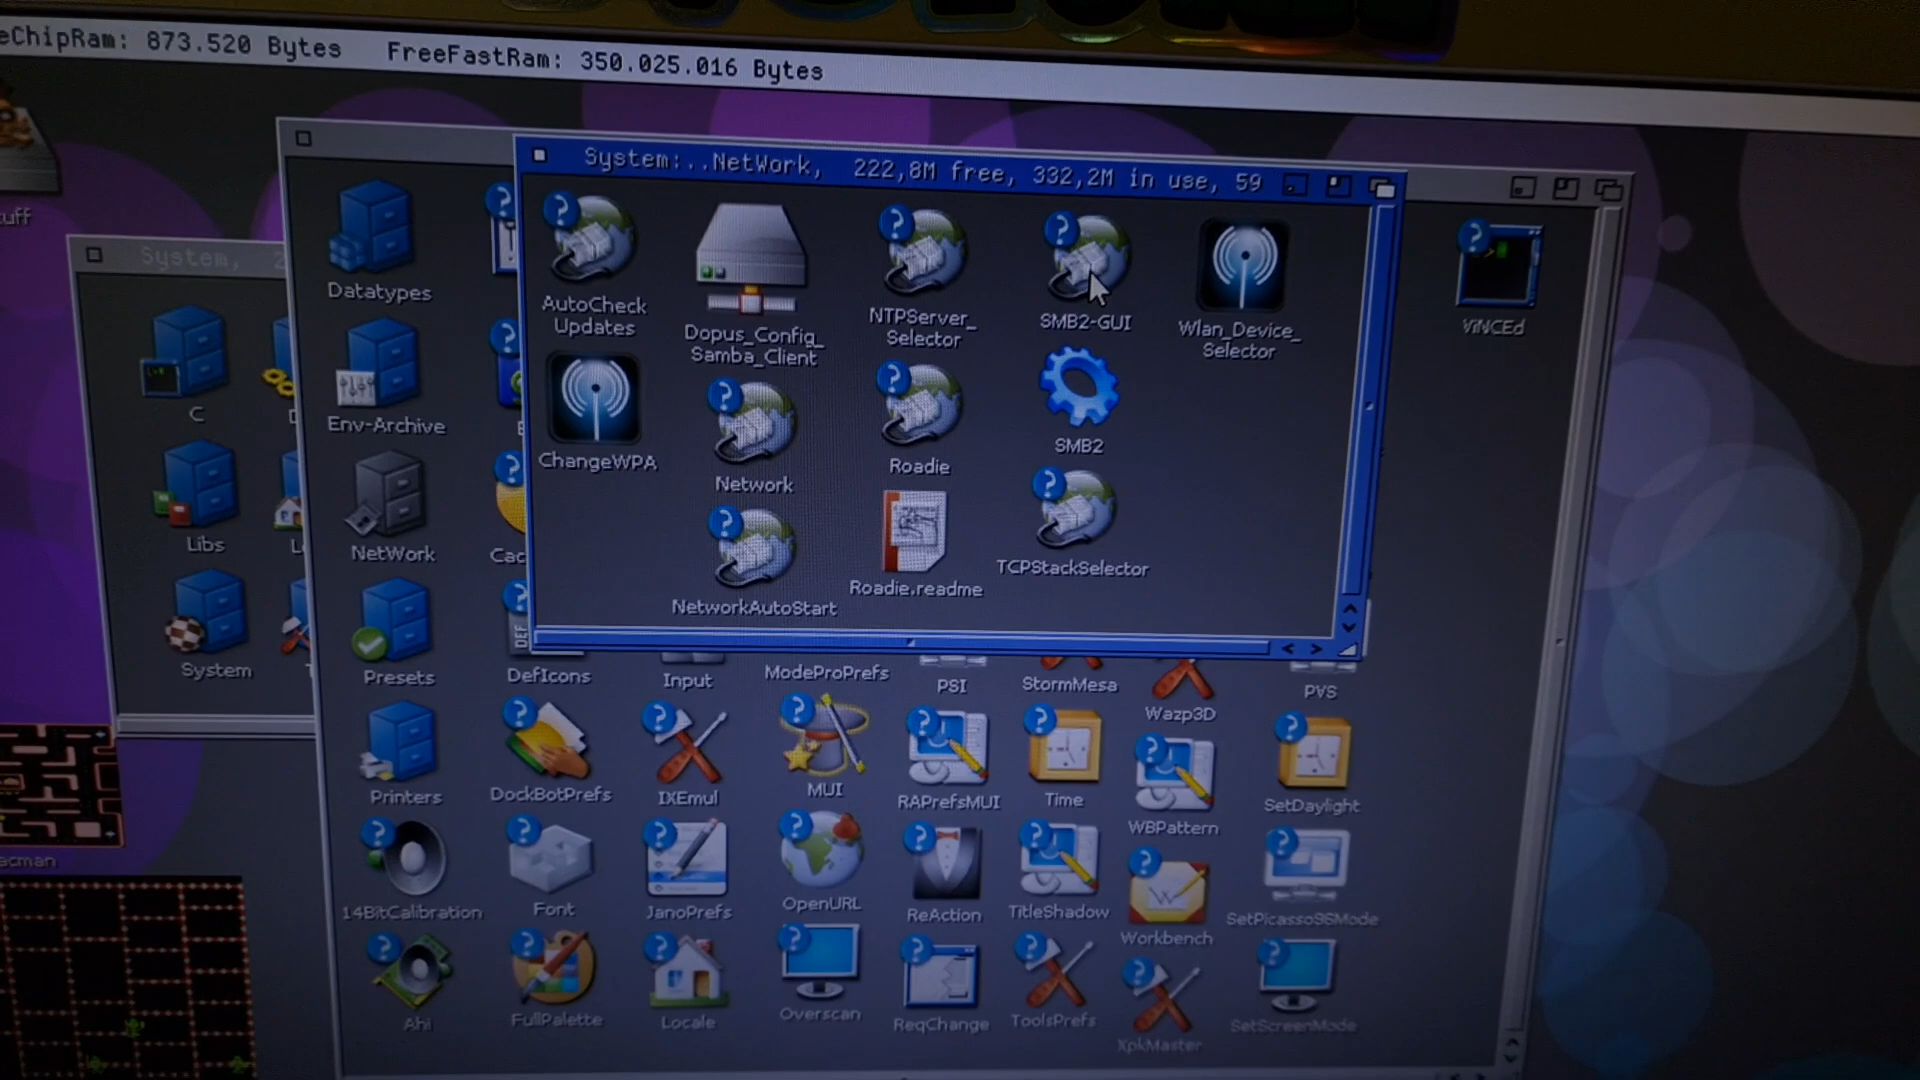 eChipRam: 873.520 Bytes FreeFastRam: 350.025.016 Bytes
uff
System:..NetWork, 222,8M free, 332,2M in use, 59
System, 2
AutoCheck
Updates
Dopus_Config_
Samba_Client
NTPServer_
Selector
SMB2-GUI
Wlan_Device_
Selector
ViNCEd
ChangeWPA
Network
Roadie
SMB2
NetworkAutoStart
Roadie.readme
TCPStackSelector
C
Libs
System
Datatypes
Env-Archive
NetWork
Cac
Presets
DefIcons
Input
ModeProPrefs
PSI
StormMesa
Wazp3D
Printers
DockBotPrefs
IXEmul
MUI
RAPrefsMUI
Time
WBPattern
SetDaylight
acman
14BitCalibration
Font
JanoPrefs
OpenURL
ReAction
TitleShadow
Workbench
SetPicasso96Mode
Ahi
FullPalette
Locale
Overscan
ReqChange
ToolsPrefs
XpkMaster
SetScreenMode